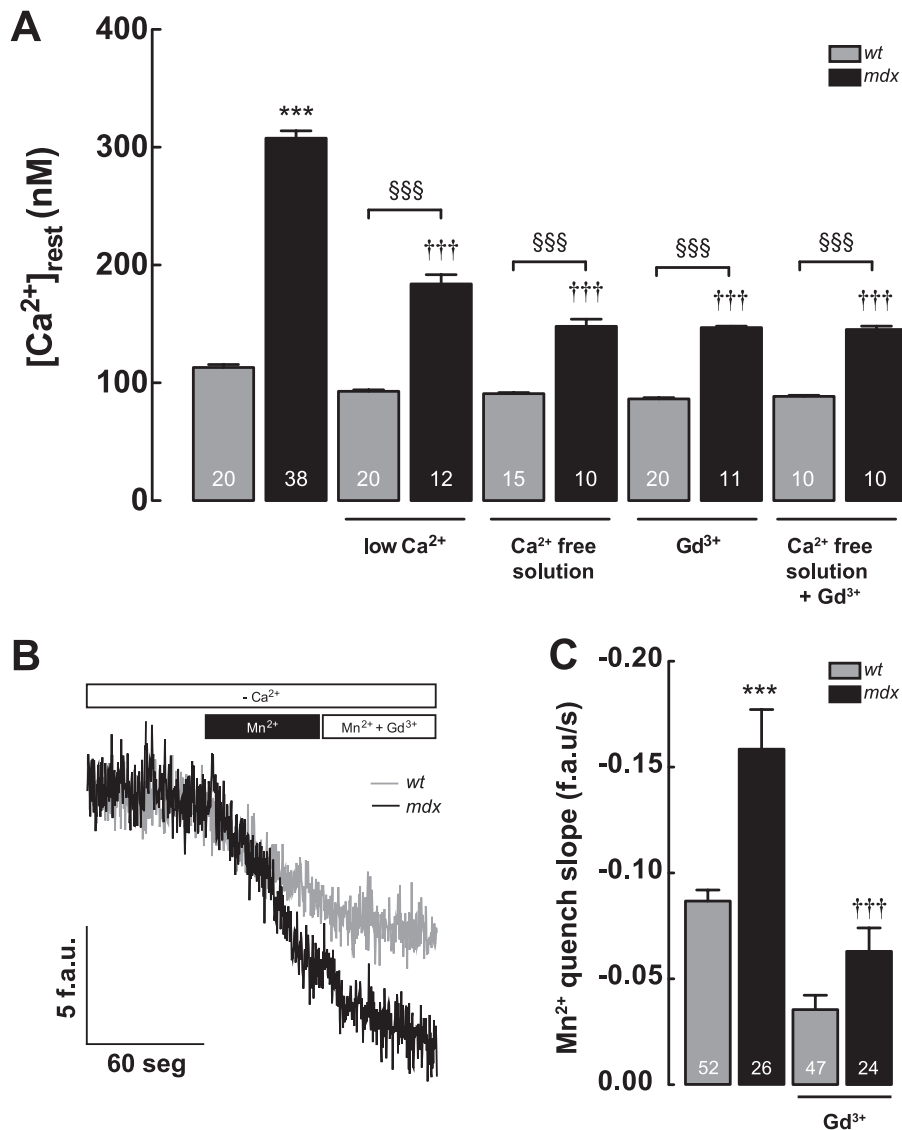 A
400
300
200
100
0
[Ca²⁺]rest (nM)
wt
mdx
***
§§§
†††
§§§
†††
§§§
†††
§§§
†††
20
38
20
12
15
10
20
11
10
10
low Ca²⁺
Ca²⁺ free
solution
Gd³⁺
Ca²⁺ free
solution
+ Gd³⁺
B
- Ca²⁺
Mn²⁺
Mn²⁺ + Gd³⁺
wt
mdx
5 f.a.u.
60 seg
C
-0.20
-0.15
-0.10
-0.05
0.00
Mn²⁺ quench slope (f.a.u/s)
wt
mdx
***
†††
52
26
47
24
Gd³⁺